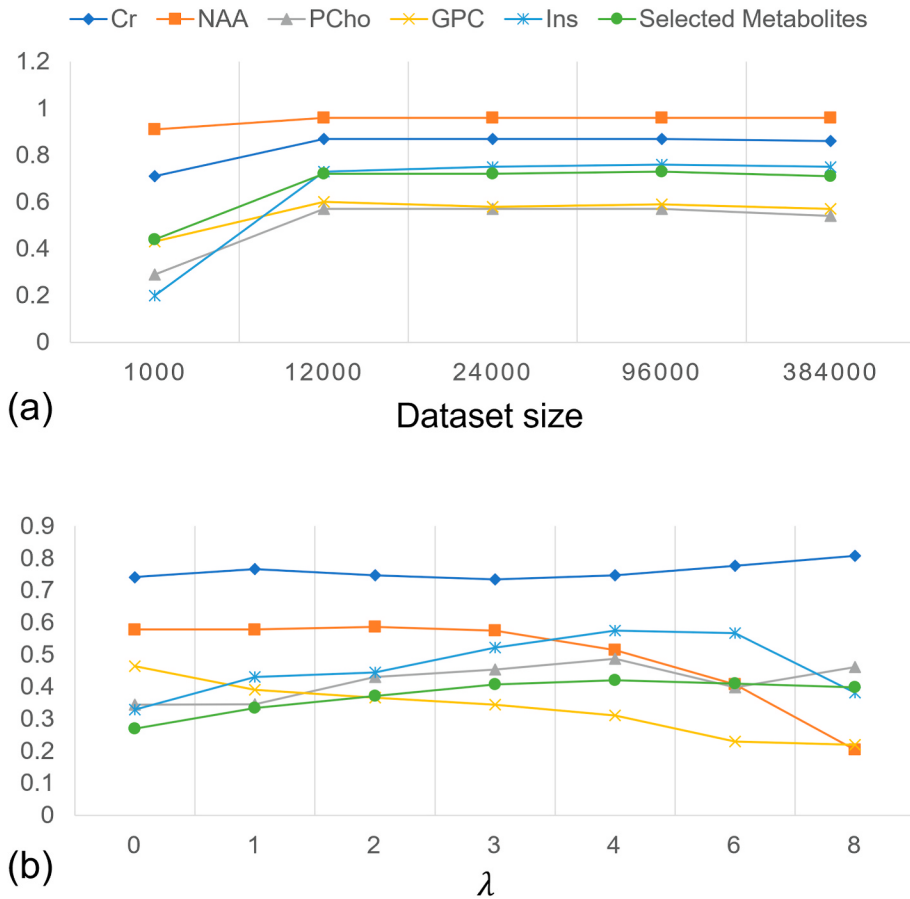 Cr NAA PCho GPC Ins Selected Metabolites
1.2
1
0.8
0.6
0.4
0.2
0
1000 12000 24000 96000 384000
(a)
Dataset size
0.9
0.8
0.7
0.6
0.5
0.4
0.3
0.2
0.1
0
0 1 2 3 4 6 8
(b)
λ